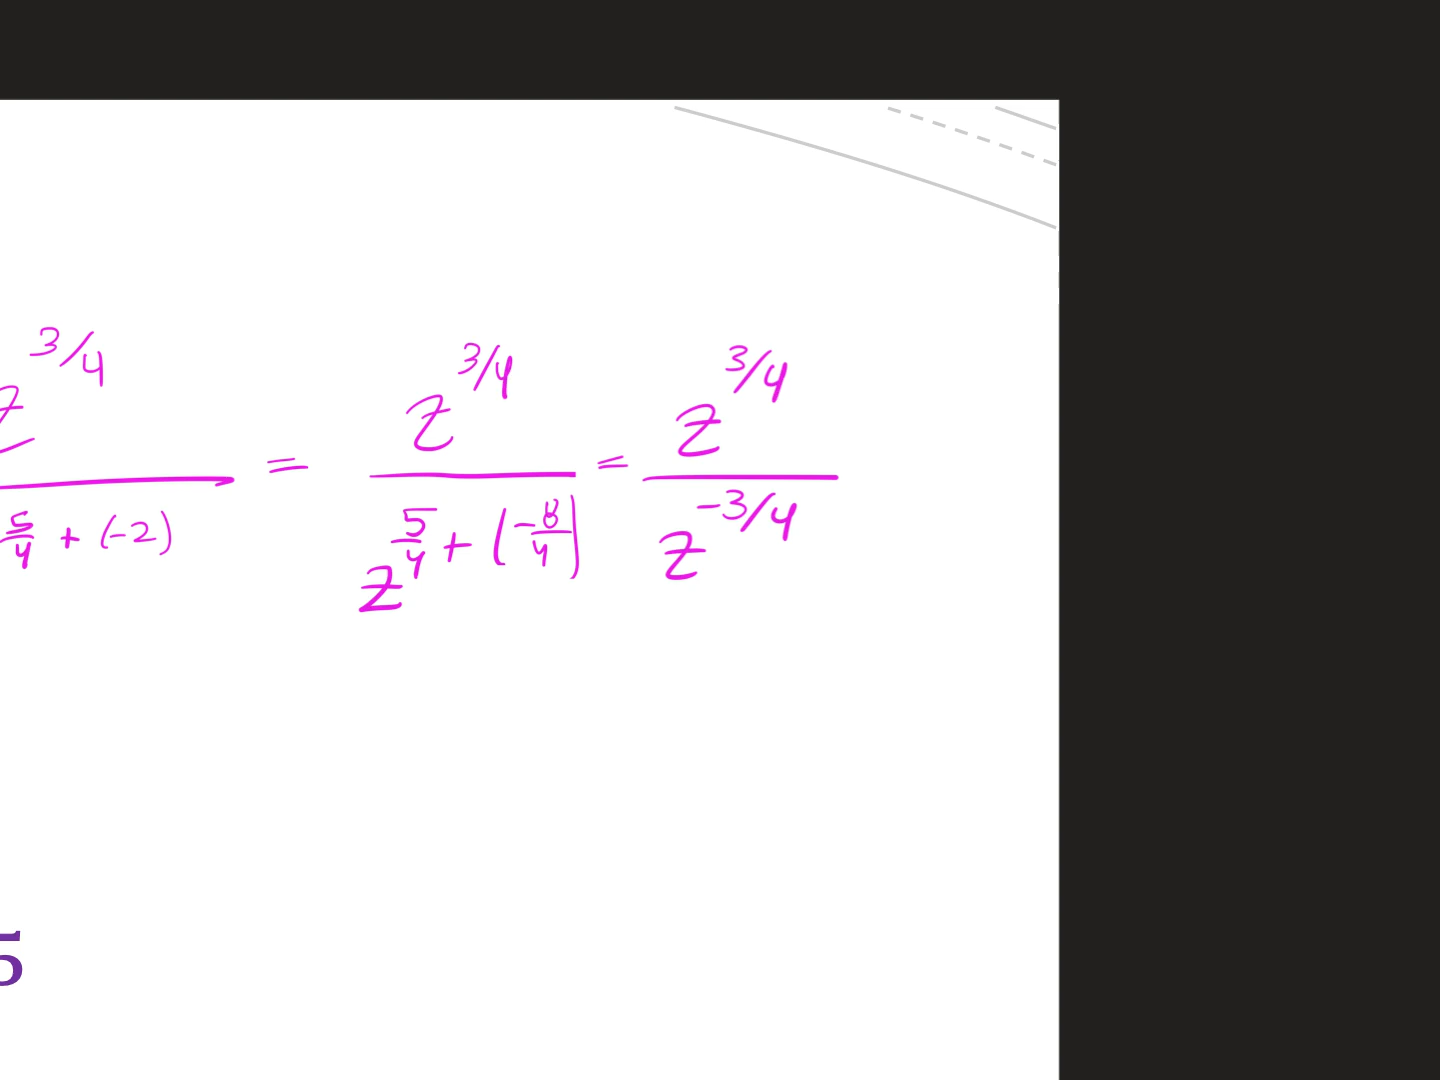 z^{3/4} / z^{5/4 + (-2)} = z^{3/4} / z^{5/4 + (-8/4)} = z^{3/4} / z^{-3/4}
5